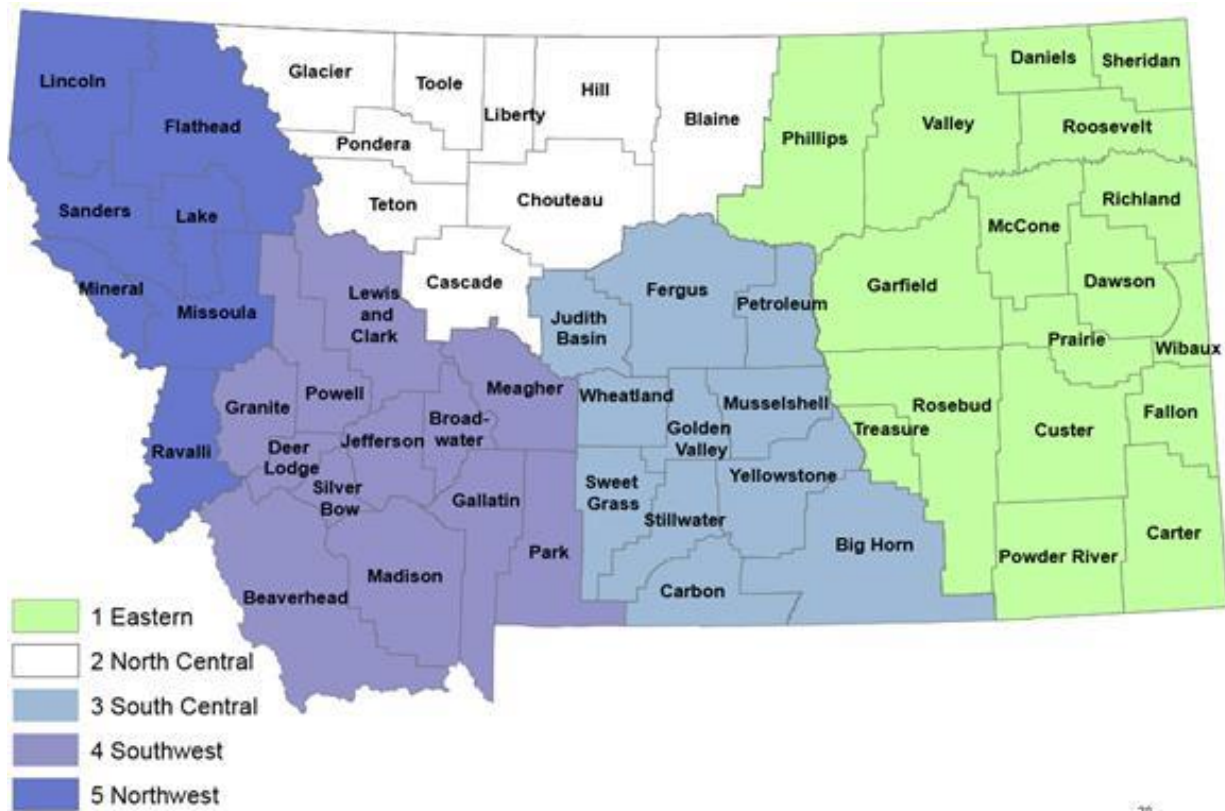 Lincoln
Flathead
Glacier
Toole
Liberty
Hill
Blaine
Phillips
Valley
Daniels
Sheridan
Roosevelt
Pondera
Teton
Chouteau
Richland
McCone
Sanders
Lake
Cascade
Fergus
Petroleum
Garfield
Dawson
Mineral
Missoula
Lewis
and
Clark
Judith
Basin
Prairie
Wibaux
Granite
Powell
Meagher
Wheatland
Musselshell
Rosebud
Custer
Fallon
Ravalli
Deer
Lodge
Jefferson
Broad-
water
Golden
Valley
Treasure
Silver
Bow
Gallatin
Sweet
Grass
Yellowstone
Stillwater
Park
Big Horn
Powder River
Carter
Beaverhead
Madison
Carbon
1 Eastern
2 North Central
3 South Central
4 Southwest
5 Northwest